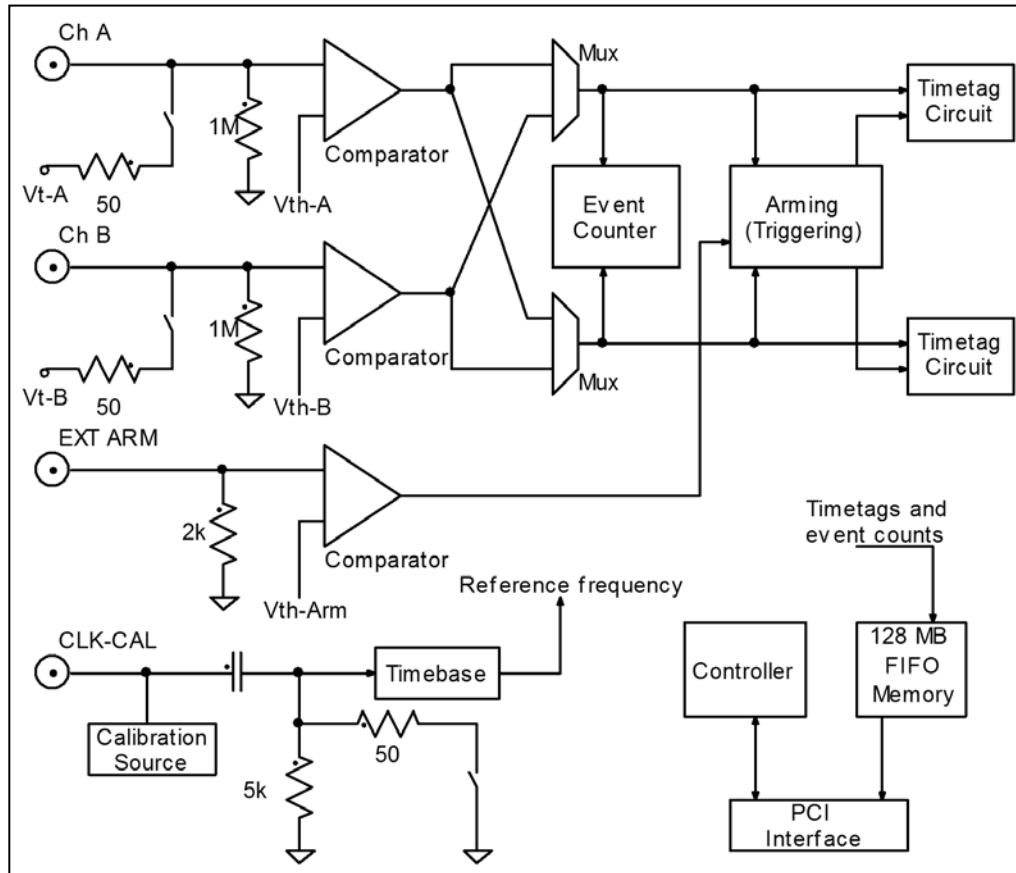 Ch A
Mux
Timetag
Circuit
1M
Comparator
Vt-A
50
Vth-A
Event
Counter
Arming
(Triggering)
Ch B
1M
Comparator
Mux
Timetag
Circuit
Vt-B
50
Vth-B
EXT ARM
2k
Comparator
Timetags and
event counts
Vth-Arm
Reference frequency
CLK-CAL
Timebase
Controller
128 MB
FIFO
Memory
Calibration
Source
50
5k
PCI
Interface